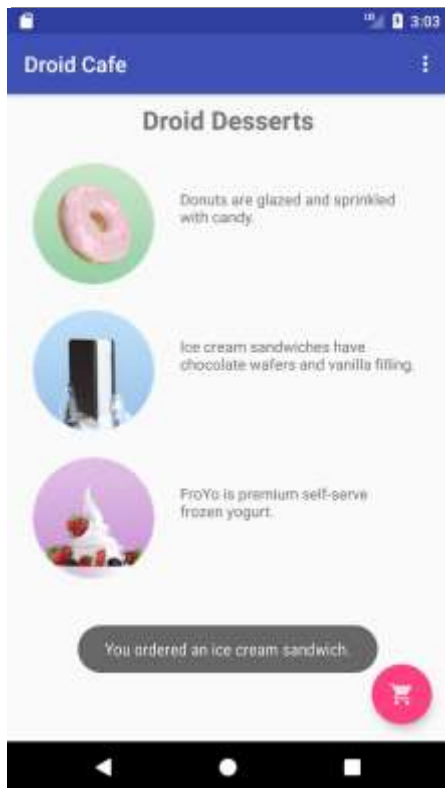 3:03
Droid Cafe
Droid Desserts
Donuts are glazed and sprinkled
with candy.
Ice cream sandwiches have
chocolate wafers and vanilla filling.
FroYo is premium self-serve
frozen yogurt.
You ordered an ice cream sandwich.